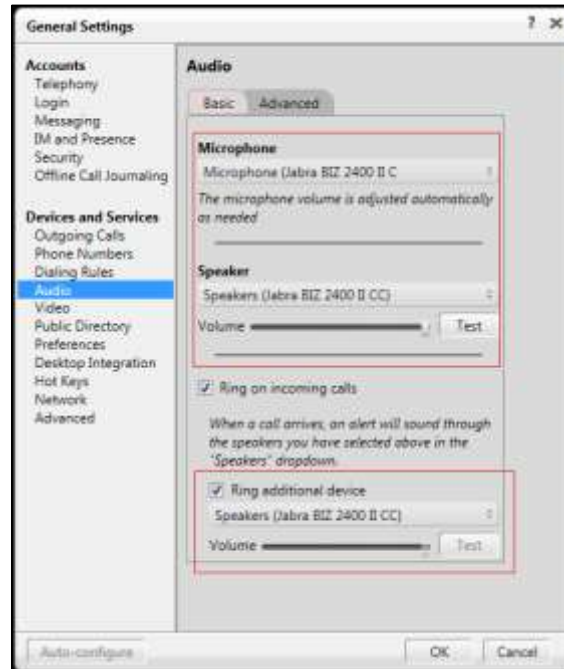 General Settings
? ×
Accounts
Telephony
Login
Messaging
IM and Presence
Security
Offline Call Journaling
Devices and Services
Outgoing Calls
Phone Numbers
Dialing Rules
Audio
Video
Public Directory
Preferences
Desktop Integration
Hot Keys
Network
Advanced
Audio
Basic
Advanced
Microphone
Microphone (Jabra BIZ 2400 II C
The microphone volume is adjusted automatically
as needed
Speaker
Speakers (Jabra BIZ 2400 II CC)
Volume
Test
Ring on incoming calls
When a call arrives, an alert will sound through
the speakers you have selected above in the
"Speakers" dropdown.
Ring additional device
Speakers (Jabra BIZ 2400 II CC)
Volume
Test
Auto-configure
OK
Cancel